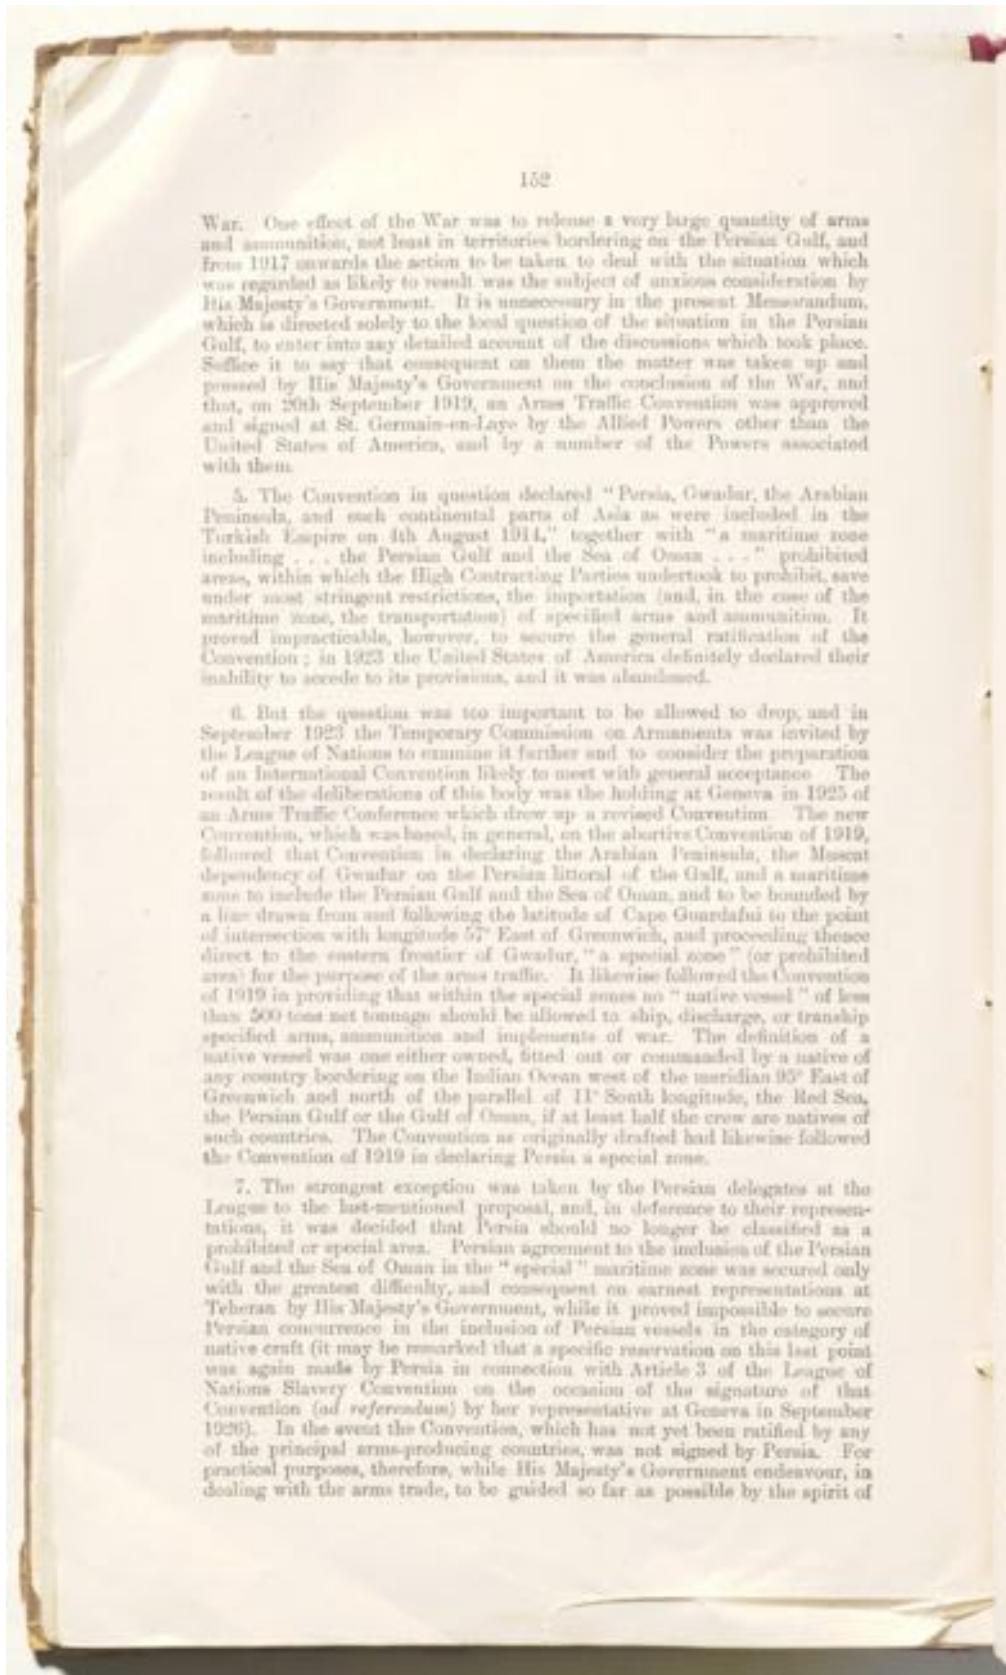 152
War. One effect of the War was to release a very large quantity of arms
and ammunition, not least in territories bordering on the Persian Gulf, and
from 1917 onwards the action to be taken to deal with the situation which
was regarded as likely to result was the subject of anxious consideration by
His Majesty's Government. It is unnecessary in the present Memorandum,
which is directed solely to the local question of the situation in the Persian
Gulf, to enter into any detailed account of the discussions which took place.
Suffice it to say that consequent on them the matter was taken up and
pressed by His Majesty's Government on the conclusion of the War, and
that, on 20th September 1919, an Arms Traffic Convention was approved
and signed at St. Germain-en-Laye by the Allied Powers other than the
United States of America, and by a number of the Powers associated
with them.
5. The Convention in question declared "Persia, Gwadur, the Arabian
Peninsula, and such continental parts of Asia as were included in the
Turkish Empire on 4th August 1914," together with "a maritime zone
including . . . the Persian Gulf and the Sea of Oman . . ." prohibited
areas, within which the High Contracting Parties undertook to prohibit, save
under most stringent restrictions, the importation (and, in the case of the
maritime zone, the transportation) of specified arms and ammunition. It
proved impracticable, however, to secure the general ratification of the
Convention; in 1923 the United States of America definitely declared their
inability to accede to its provisions, and it was abandoned.
6. But the question was too important to be allowed to drop, and in
September 1923 the Temporary Commission on Armaments was invited by
the League of Nations to examine it further and to consider the preparation
of an International Convention likely to meet with general acceptance The
result of the deliberations of this body was the holding at Geneva in 1925 of
an Arms Traffic Conference which drew up a revised Convention. The new
Convention, which was based, in general, on the abortive Convention of 1919,
followed that Convention in declaring the Arabian Peninsula, the Muscat
dependency of Gwadur on the Persian littoral of the Gulf, and a maritime
zone to include the Persian Gulf and the Sea of Oman, and to be bounded by
a line drawn from and following the latitude of Cape Guardafui to the point
of intersection with longitude 57° East of Greenwich, and proceeding thence
direct to the eastern frontier of Gwadur, "a special zone" (or prohibited
area) for the purpose of the arms traffic. It likewise followed the Convention
of 1919 in providing that within the special zones no "native vessel" of less
than 500 tons net tonnage should be allowed to ship, discharge, or tranship
specified arms, ammunition and implements of war. The definition of a
native vessel was one either owned, fitted out or commanded by a native of
any country bordering on the Indian Ocean west of the meridian 95° East of
Greenwich and north of the parallel of 11° South longitude, the Red Sea,
the Persian Gulf or the Gulf of Oman, if at least half the crew are natives of
such countries. The Convention as originally drafted had likewise followed
the Convention of 1919 in declaring Persia a special zone.
7. The strongest exception was taken by the Persian delegates at the
League to the last-mentioned proposal, and, in deference to their represen-
tations, it was decided that Persia should no longer be classified as a
prohibited or special area. Persian agreement to the inclusion of the Persian
Gulf and the Sea of Oman in the "special" maritime zone was secured only
with the greatest difficulty, and consequent on earnest representations at
Teheran by His Majesty's Government, while it proved impossible to secure
Persian concurrence in the inclusion of Persian vessels in the category of
native craft (it may be remarked that a specific reservation on this last point
was again made by Persia in connection with Article 3 of the League of
Nations Slavery Convention on the occasion of the signature of that
Convention (ad referendum) by her representative at Geneva in September
1926). In the event the Convention, which has not yet been ratified by any
of the principal arms-producing countries, was not signed by Persia. For
practical purposes, therefore, while His Majesty's Government endeavour, in
dealing with the arms trade, to be guided so far as possible by the spirit of